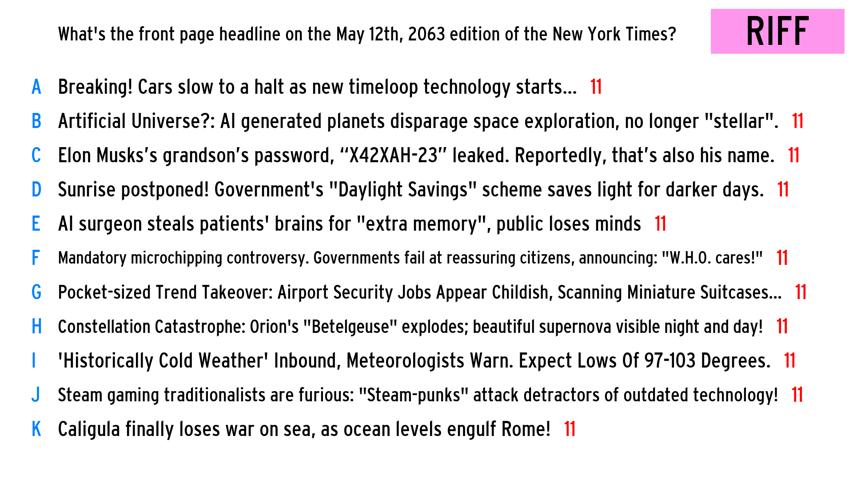 What's the front page headline on the May 12th, 2063 edition of the New York Times?
RIFF
A Breaking! Cars slow to a halt as new timeloop technology starts... 11
B Artificial Universe?: AI generated planets disparage space exploration, no longer "stellar". 11
C Elon Musks’s grandson’s password, “X42XAH-23” leaked. Reportedly, that’s also his name. 11
D Sunrise postponed! Government's "Daylight Savings" scheme saves light for darker days. 11
E AI surgeon steals patients' brains for "extra memory", public loses minds 11
F Mandatory microchipping controversy. Governments fail at reassuring citizens, announcing: "W.H.O. cares!" 11
G Pocket-sized Trend Takeover: Airport Security Jobs Appear Childish, Scanning Miniature Suitcases... 11
H Constellation Catastrophe: Orion's "Betelgeuse" explodes; beautiful supernova visible night and day! 11
I 'Historically Cold Weather' Inbound, Meteorologists Warn. Expect Lows Of 97-103 Degrees. 11
J Steam gaming traditionalists are furious: "Steam-punks" attack detractors of outdated technology! 11
K Caligula finally loses war on sea, as ocean levels engulf Rome! 11